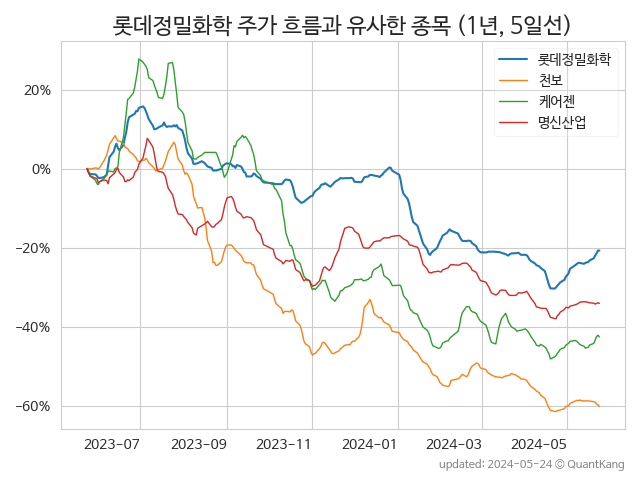 롯데정밀화학 주가 흐름과 유사한 종목 (1년, 5일선)
롯데정밀화학
천보
케어젠
명신산업
20%
0%
−20%
−40%
−60%
2023-07 2023-09 2023-11 2024-01 2024-03 2024-05
updated: 2024-05-24 © QuantKang